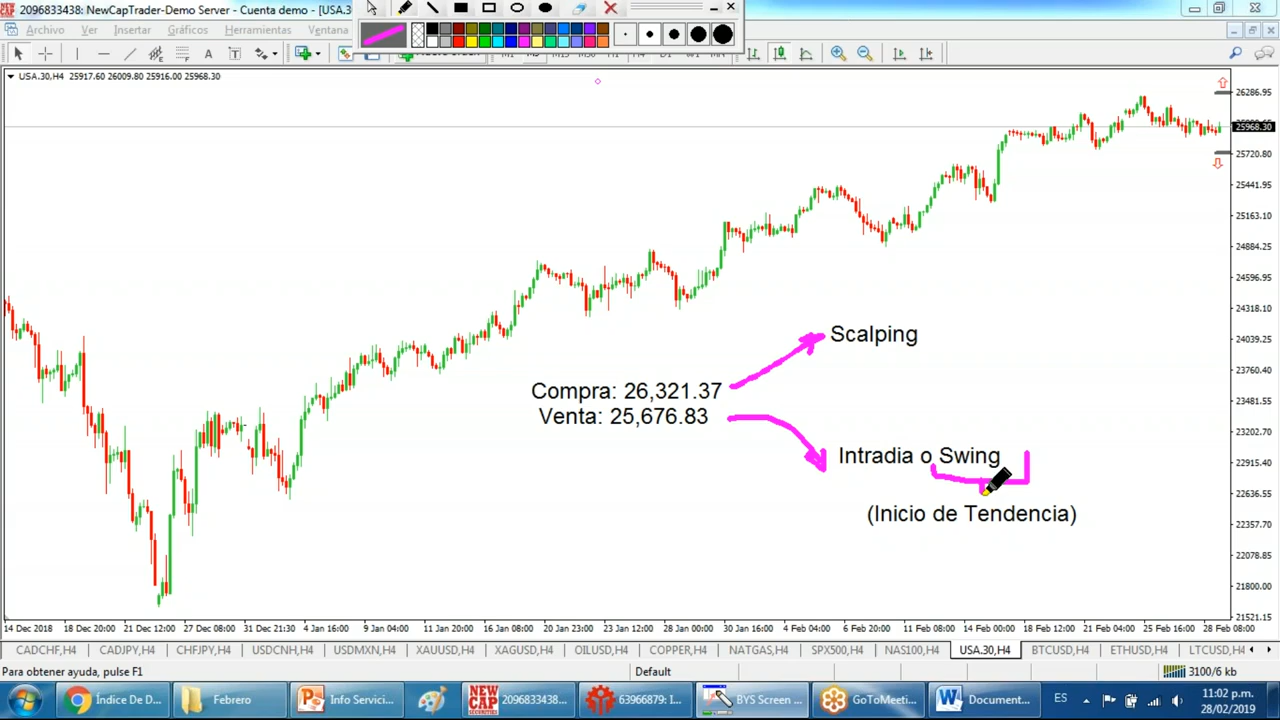 2096833438: NewCapTrader-Demo Server - Cuenta demo - [USA.3
Archivo Ver Insertar Gráficos Herramientas Ventana
USA.30,H4 25917.60 26009.80 25916.00 25968.30
26286.95
25968.30
25720.80
25441.95
25163.10
24884.25
24596.95
24318.10
24039.25
23760.40
23481.55
23202.70
22915.40
22636.55
22357.70
22078.85
21800.00
21521.15
Scalping
Compra: 26,321.37
Venta: 25,676.83
Intradia o Swing
(Inicio de Tendencia)
14 Dec 2018 18 Dec 20:00 21 Dec 12:00 27 Dec 08:00 31 Dec 21:30 4 Jan 16:00 9 Jan 04:00 11 Jan 20:00 16 Jan 08:00 20 Jan 23:00 23 Jan 12:00 28 Jan 00:00 30 Jan 16:00 4 Feb 04:00 6 Feb 20:00 11 Feb 08:00 14 Feb 00:00 18 Feb 12:00 21 Feb 04:00 25 Feb 16:00 28 Feb 08:00
CADCHF,H4 CADJPY,H4 CHFJPY,H4 USDCNH,H4 USDMXN,H4 XAUUSD,H4 XAGUSD,H4 OILUSD,H4 COPPER,H4 NATGAS,H4 SPX500,H4 NAS100,H4 USA.30,H4 BTCUSD,H4 ETHUSD,H4 LTCUSD,H4
Para obtener ayuda, pulse F1 Default 3100/6 kb
Índice De D... Febrero Info Servici... NEW CAP SECURITIES 2096833438... 63966879: I... BYS Screen ... GoToMeeti... Document... ES 11:02 p.m.
28/02/2019